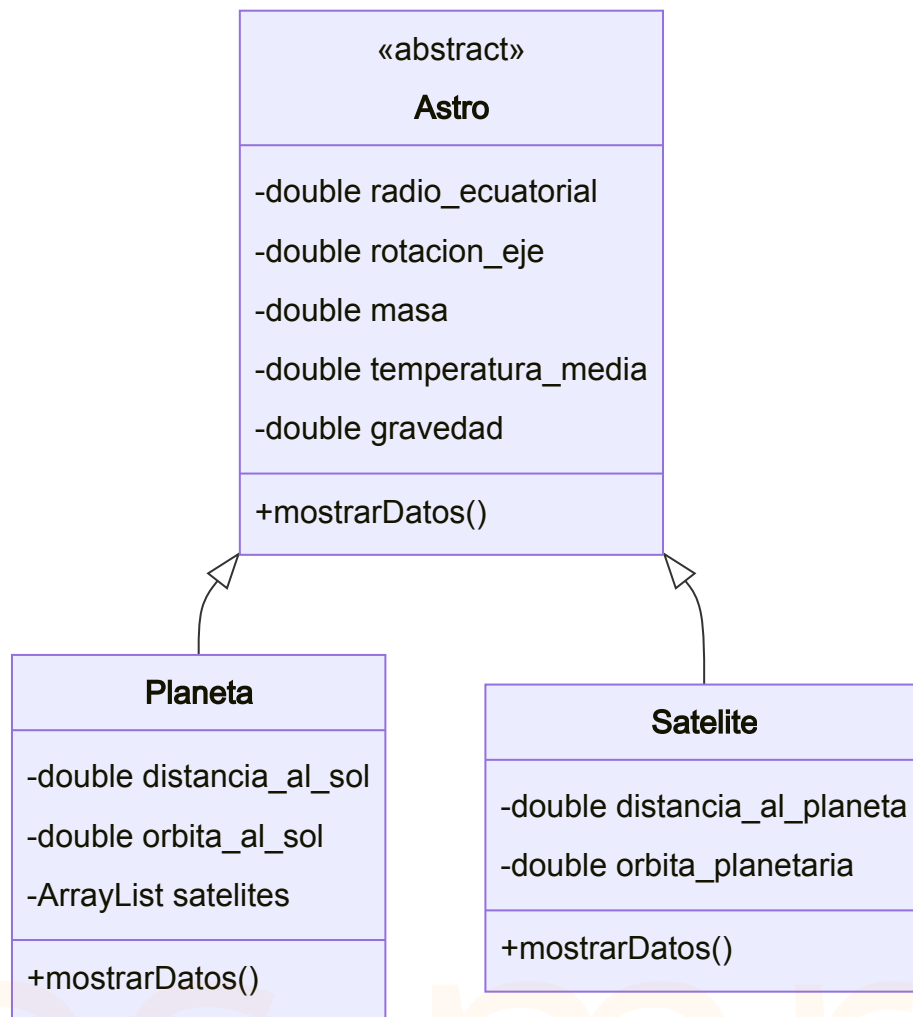 «abstract»
Astro
-double radio_ecuatorial
-double rotacion_eje
-double masa
-double temperatura_media
-double gravedad
+mostrarDatos()
Planeta
-double distancia_al_sol
-double orbita_al_sol
-ArrayList satelites
+mostrarDatos()
Satelite
-double distancia_al_planeta
-double orbita_planetaria
+mostrarDatos()